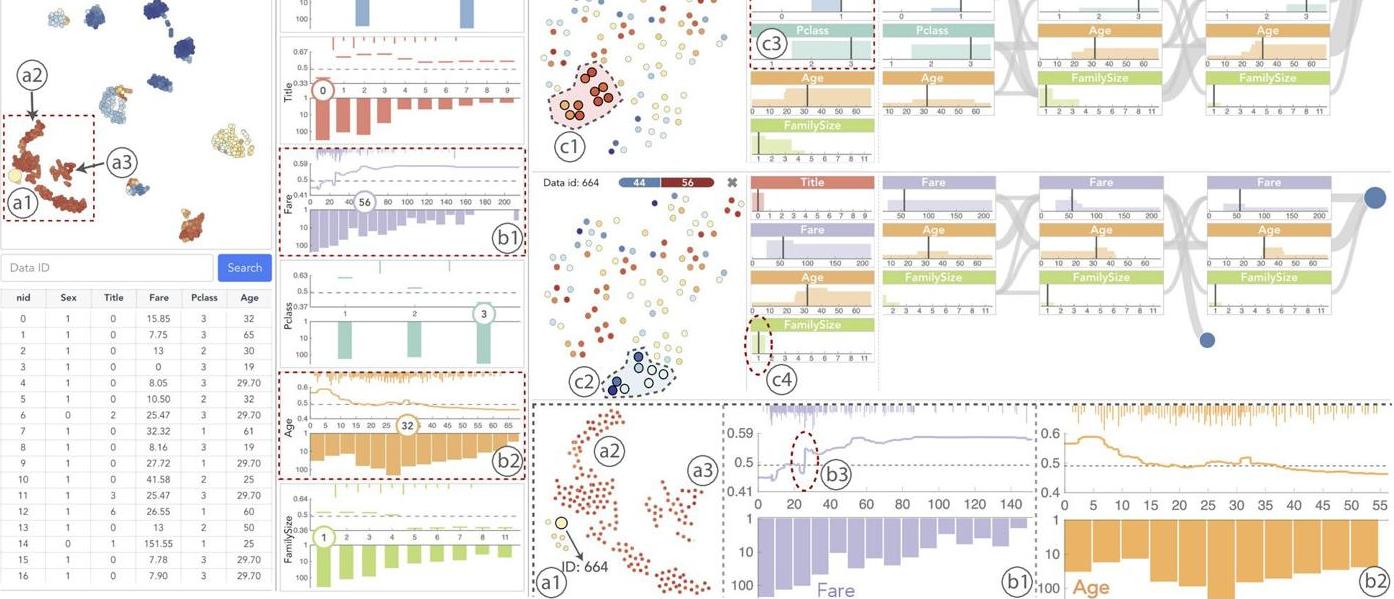 a2
a3
a1
Data ID
Search
nid Sex Title Fare Pclass Age
0 1 0 15.85 3 32
1 1 0 7.75 3 65
2 1 0 13 2 30
3 1 0 0 3 19
4 1 0 8.05 3 29.70
5 1 0 10.50 2 32
6 0 2 25.47 3 29.70
7 1 0 32.32 1 61
8 1 0 8.16 3 19
9 1 0 27.72 1 29.70
10 1 0 41.58 2 25
11 1 3 25.47 3 29.70
12 1 6 26.55 1 60
13 1 0 13 2 50
14 0 1 151.55 1 25
15 1 0 7.78 3 29.70
16 1 0 7.90 3 29.70
10
100
Title
0.67
0.5
0.33
0 1 2 3 4 5 6 7 8 9
1
10
100
Fare
0.59
0.5
0.41
0 20 40 56 80 100 120 140 160 180 210
1
10
100
b1
Pclass
0.63
0.5
0.37
1 2 3
1
10
100
Age
0.6
0.5
0.4
0 5 10 15 20 25 32 40 45 50 55 60 65
1
10
100
b2
FamilySize
0.64
0.5
0.36
1 2 3 4 5 6 7 8 11
1
10
100
c1
0 1
c3
Pclass
1 2 3
Age
0 10 20 30 40 50 60
FamilySize
0 1 2 3 4 5 6 7 8 11
0 1
Pclass
1 2 3
Age
0 10 20 30 40 50 60
1 2 3
Age
0 10 20 30 40 50 60
FamilySize
1 2 3 4 5 6 7 8 11
1 2 3
Age
0 10 20 30 40 50 60
FamilySize
1 2 3 4 5 6 7 8 11
Data id: 664
44 56
c2
Title
0 1 2 3 4 5 6 7 8 9
Fare
0 50 100 150 200
Age
0 10 20 30 40 50 60
FamilySize
1 2 3 4 5 6 7 8 11
c4
Fare
50 100 150 200
Age
10 20 30 40 50 60
FamilySize
2 3 4 5 6 7 8 11
Fare
0 50 100 150 200
Age
0 10 20 30 40 50 60
FamilySize
1 2 3 4 5 6 7 8 11
Fare
0 50 100 150 200
Age
0 10 20 30 40 50 60
FamilySize
1 2 3 4 5 6 7 8 11
a2
a3
ID: 664
a1
0.59
0.5
0.41
b3
0 20 40 60 80 100 120 140
1
10
100
Fare
b1
0.6
0.5
0.4
0 5 10 15 20 25 30 35 40 45 50 55
1
10
100
Age
b2